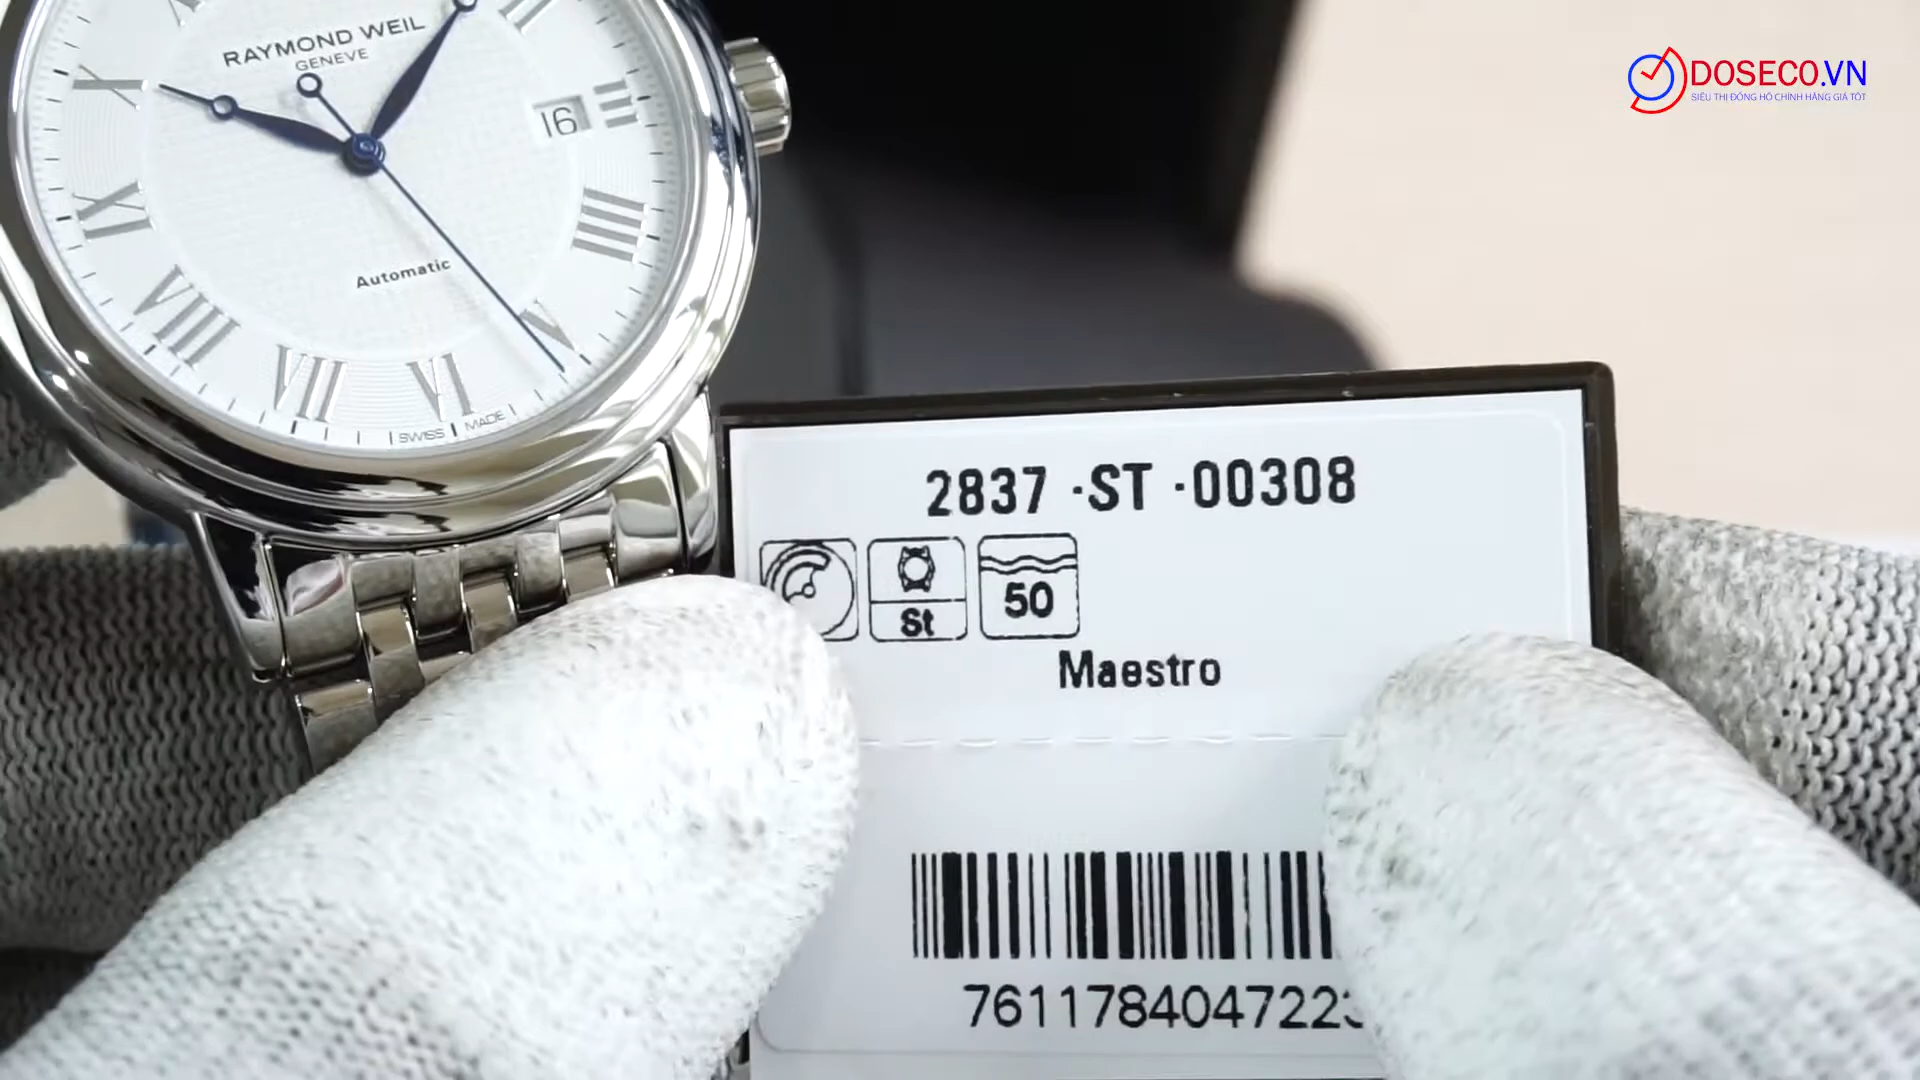 RAYMOND WEIL
GENEVE
16
Automatic
SWISS MADE
DOSECO.VN
SIÊU THỊ ĐỒNG HỒ CHÍNH HÃNG GIÁ TỐT
2837 ·ST ·00308
St
50
Maestro
761178404722